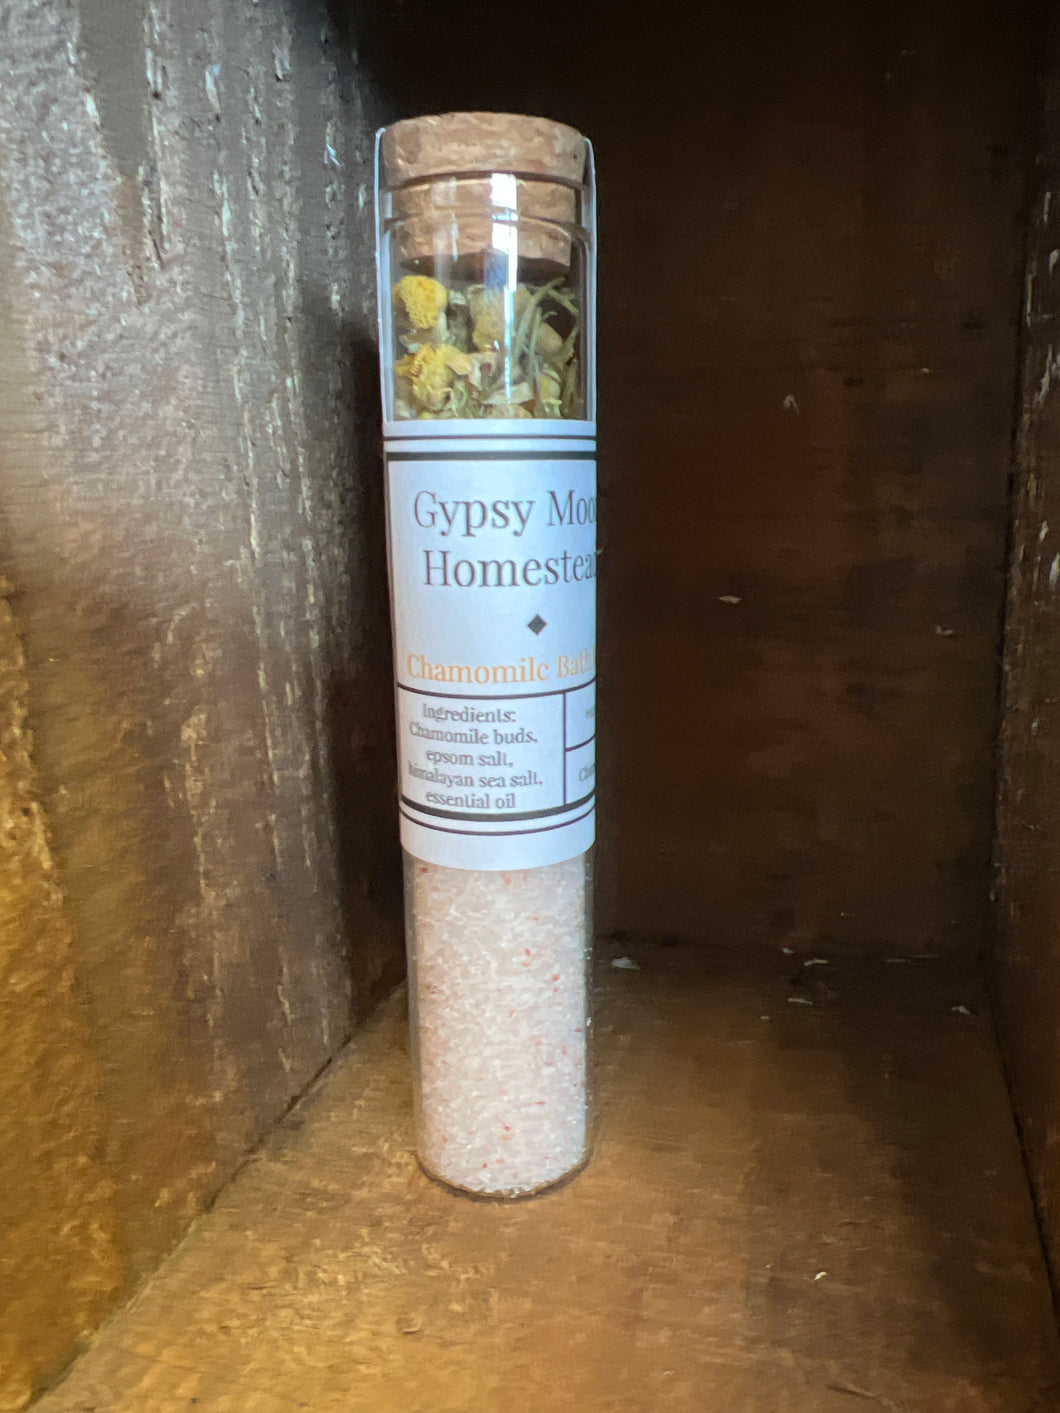 Gypsy Moo
Homestea
Chamomile Bath
Ingredients:
Chamomile buds,
epsom salt,
himalayan sea salt,
essential oil